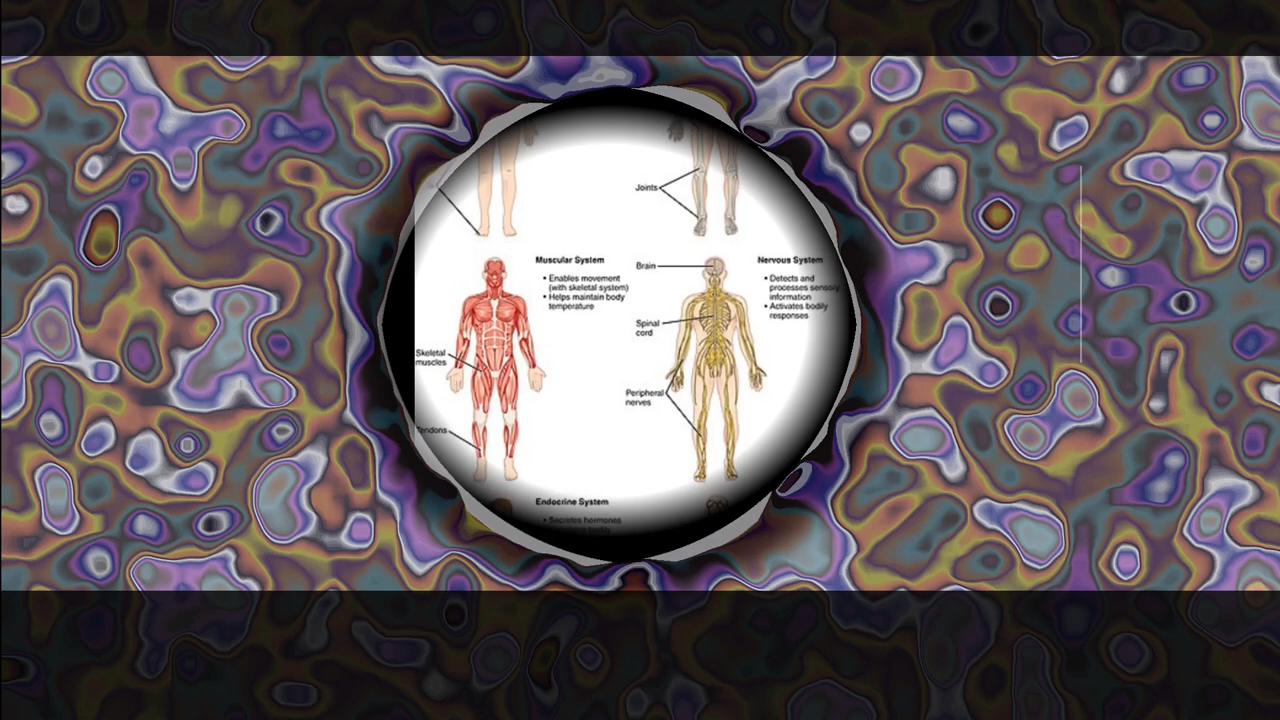 Joints
Muscular System
• Enables movement
(with skeletal system)
• Helps maintain body
temperature
Skeletal
muscles
Tendons
Brain
Nervous System
• Detects and
processes sensory
information
• Activates bodily
responses
Spinal
cord
Peripheral
nerves
Endocrine System
• Secretes hormones